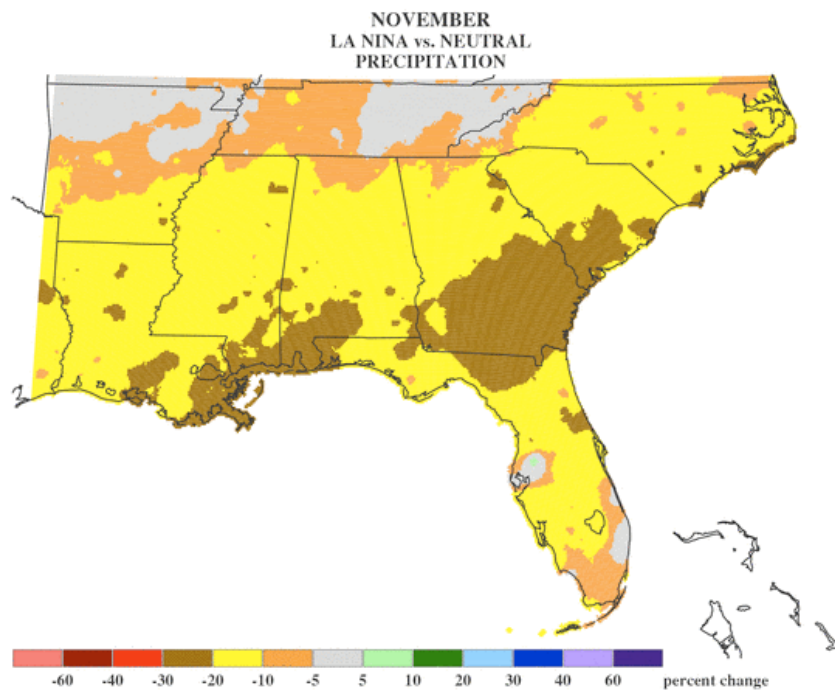 NOVEMBER
LA NINA vs. NEUTRAL
PRECIPITATION
-60 -40 -30 -20 -10 -5 5 10 20 30 40 60 percent change